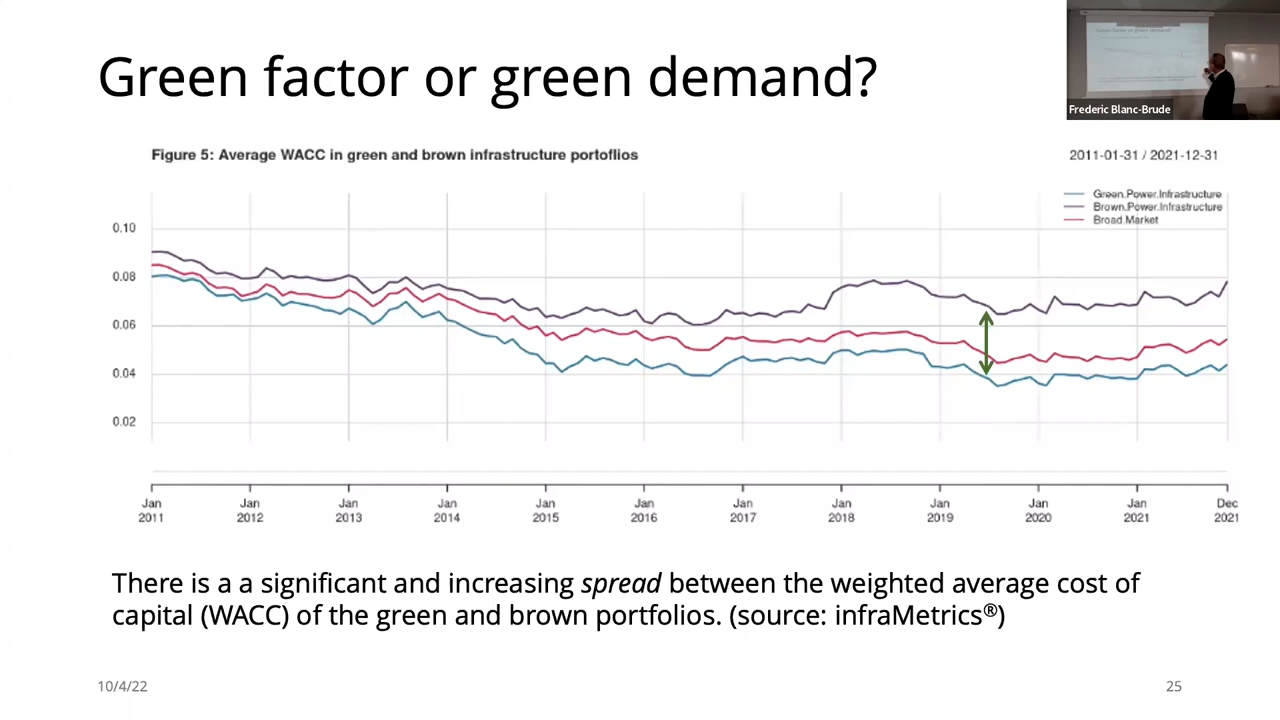 Green factor or green demand?
Frederic Blanc-Brude
Figure 5: Average WACC in green and brown infrastructure portoflios
2011-01-31 / 2021-12-31
Green.Power.Infrastructure
Brown.Power.Infrastructure
Broad.Market
0.10
0.08
0.06
0.04
0.02
Jan 2011
Jan 2012
Jan 2013
Jan 2014
Jan 2015
Jan 2016
Jan 2017
Jan 2018
Jan 2019
Jan 2020
Jan 2021
Dec 2021
There is a a significant and increasing spread between the weighted average cost of
capital (WACC) of the green and brown portfolios. (source: infraMetrics®)
10/4/22
25